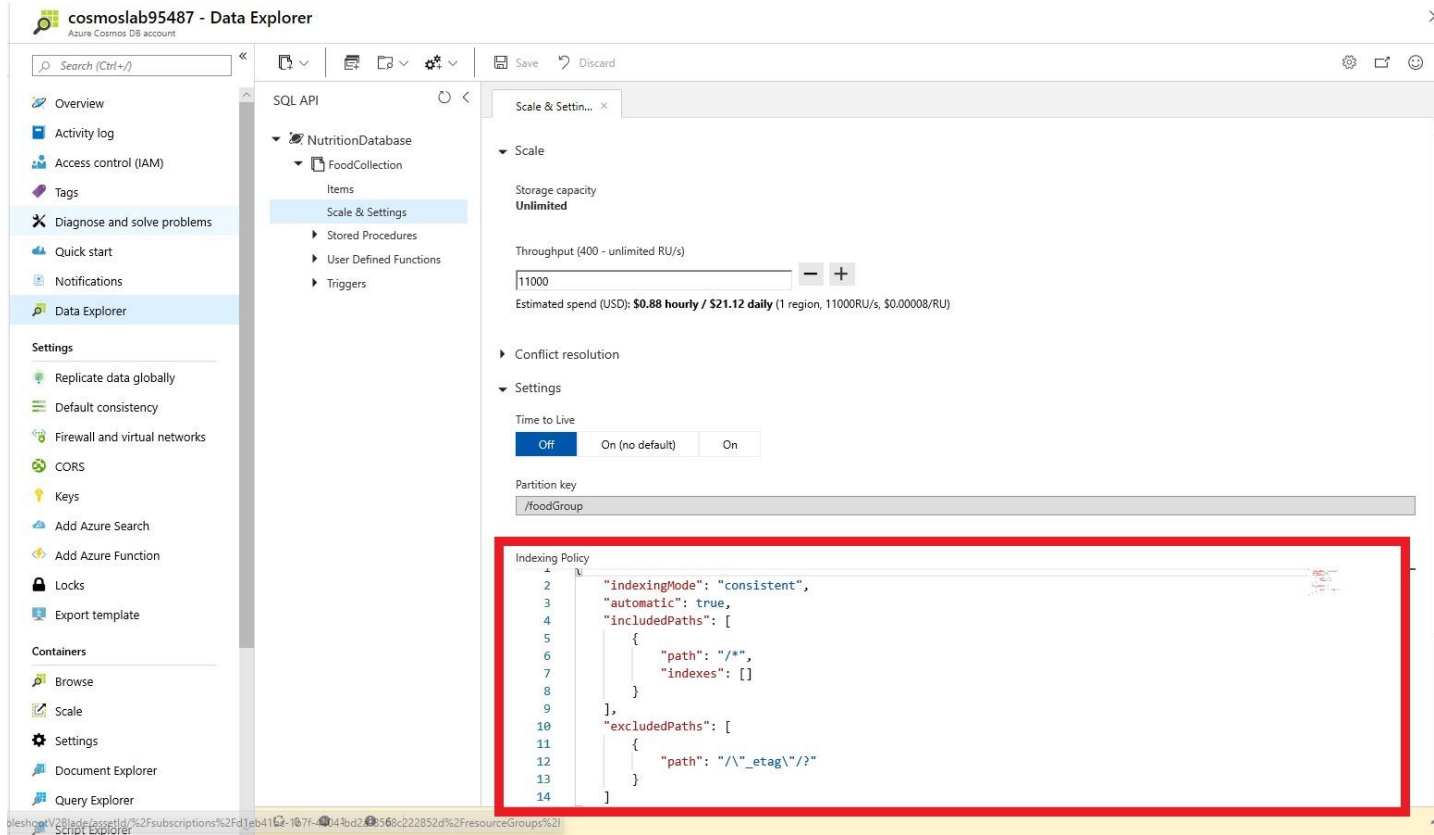 cosmoslab95487 - Data Explorer
Azure Cosmos DB account
Search (Ctrl+/)
«
Overview
Activity log
Access control (IAM)
Tags
Diagnose and solve problems
Quick start
Notifications
Data Explorer
Settings
Replicate data globally
Default consistency
Firewall and virtual networks
CORS
Keys
Add Azure Search
Add Azure Function
Locks
Export template
Containers
Browse
Scale
Settings
Document Explorer
Query Explorer
Script Explorer
SQL API
NutritionDatabase
FoodCollection
Items
Scale & Settings
Stored Procedures
User Defined Functions
Triggers
Save Discard
Scale & Settin... ×
Scale
Storage capacity
Unlimited
Throughput (400 - unlimited RU/s)
11000
Estimated spend (USD): $0.88 hourly / $21.12 daily (1 region, 11000RU/s, $0.00008/RU)
Conflict resolution
Settings
Time to Live
Off On (no default) On
Partition key
/foodGroup
Indexing Policy
1 {
2 "indexingMode": "consistent",
3 "automatic": true,
4 "includedPaths": [
5 {
6 "path": "/*",
7 "indexes": []
8 }
9 ],
10 "excludedPaths": [
11 {
12 "path": "/\"_etag\"/?"
13 }
14 ]